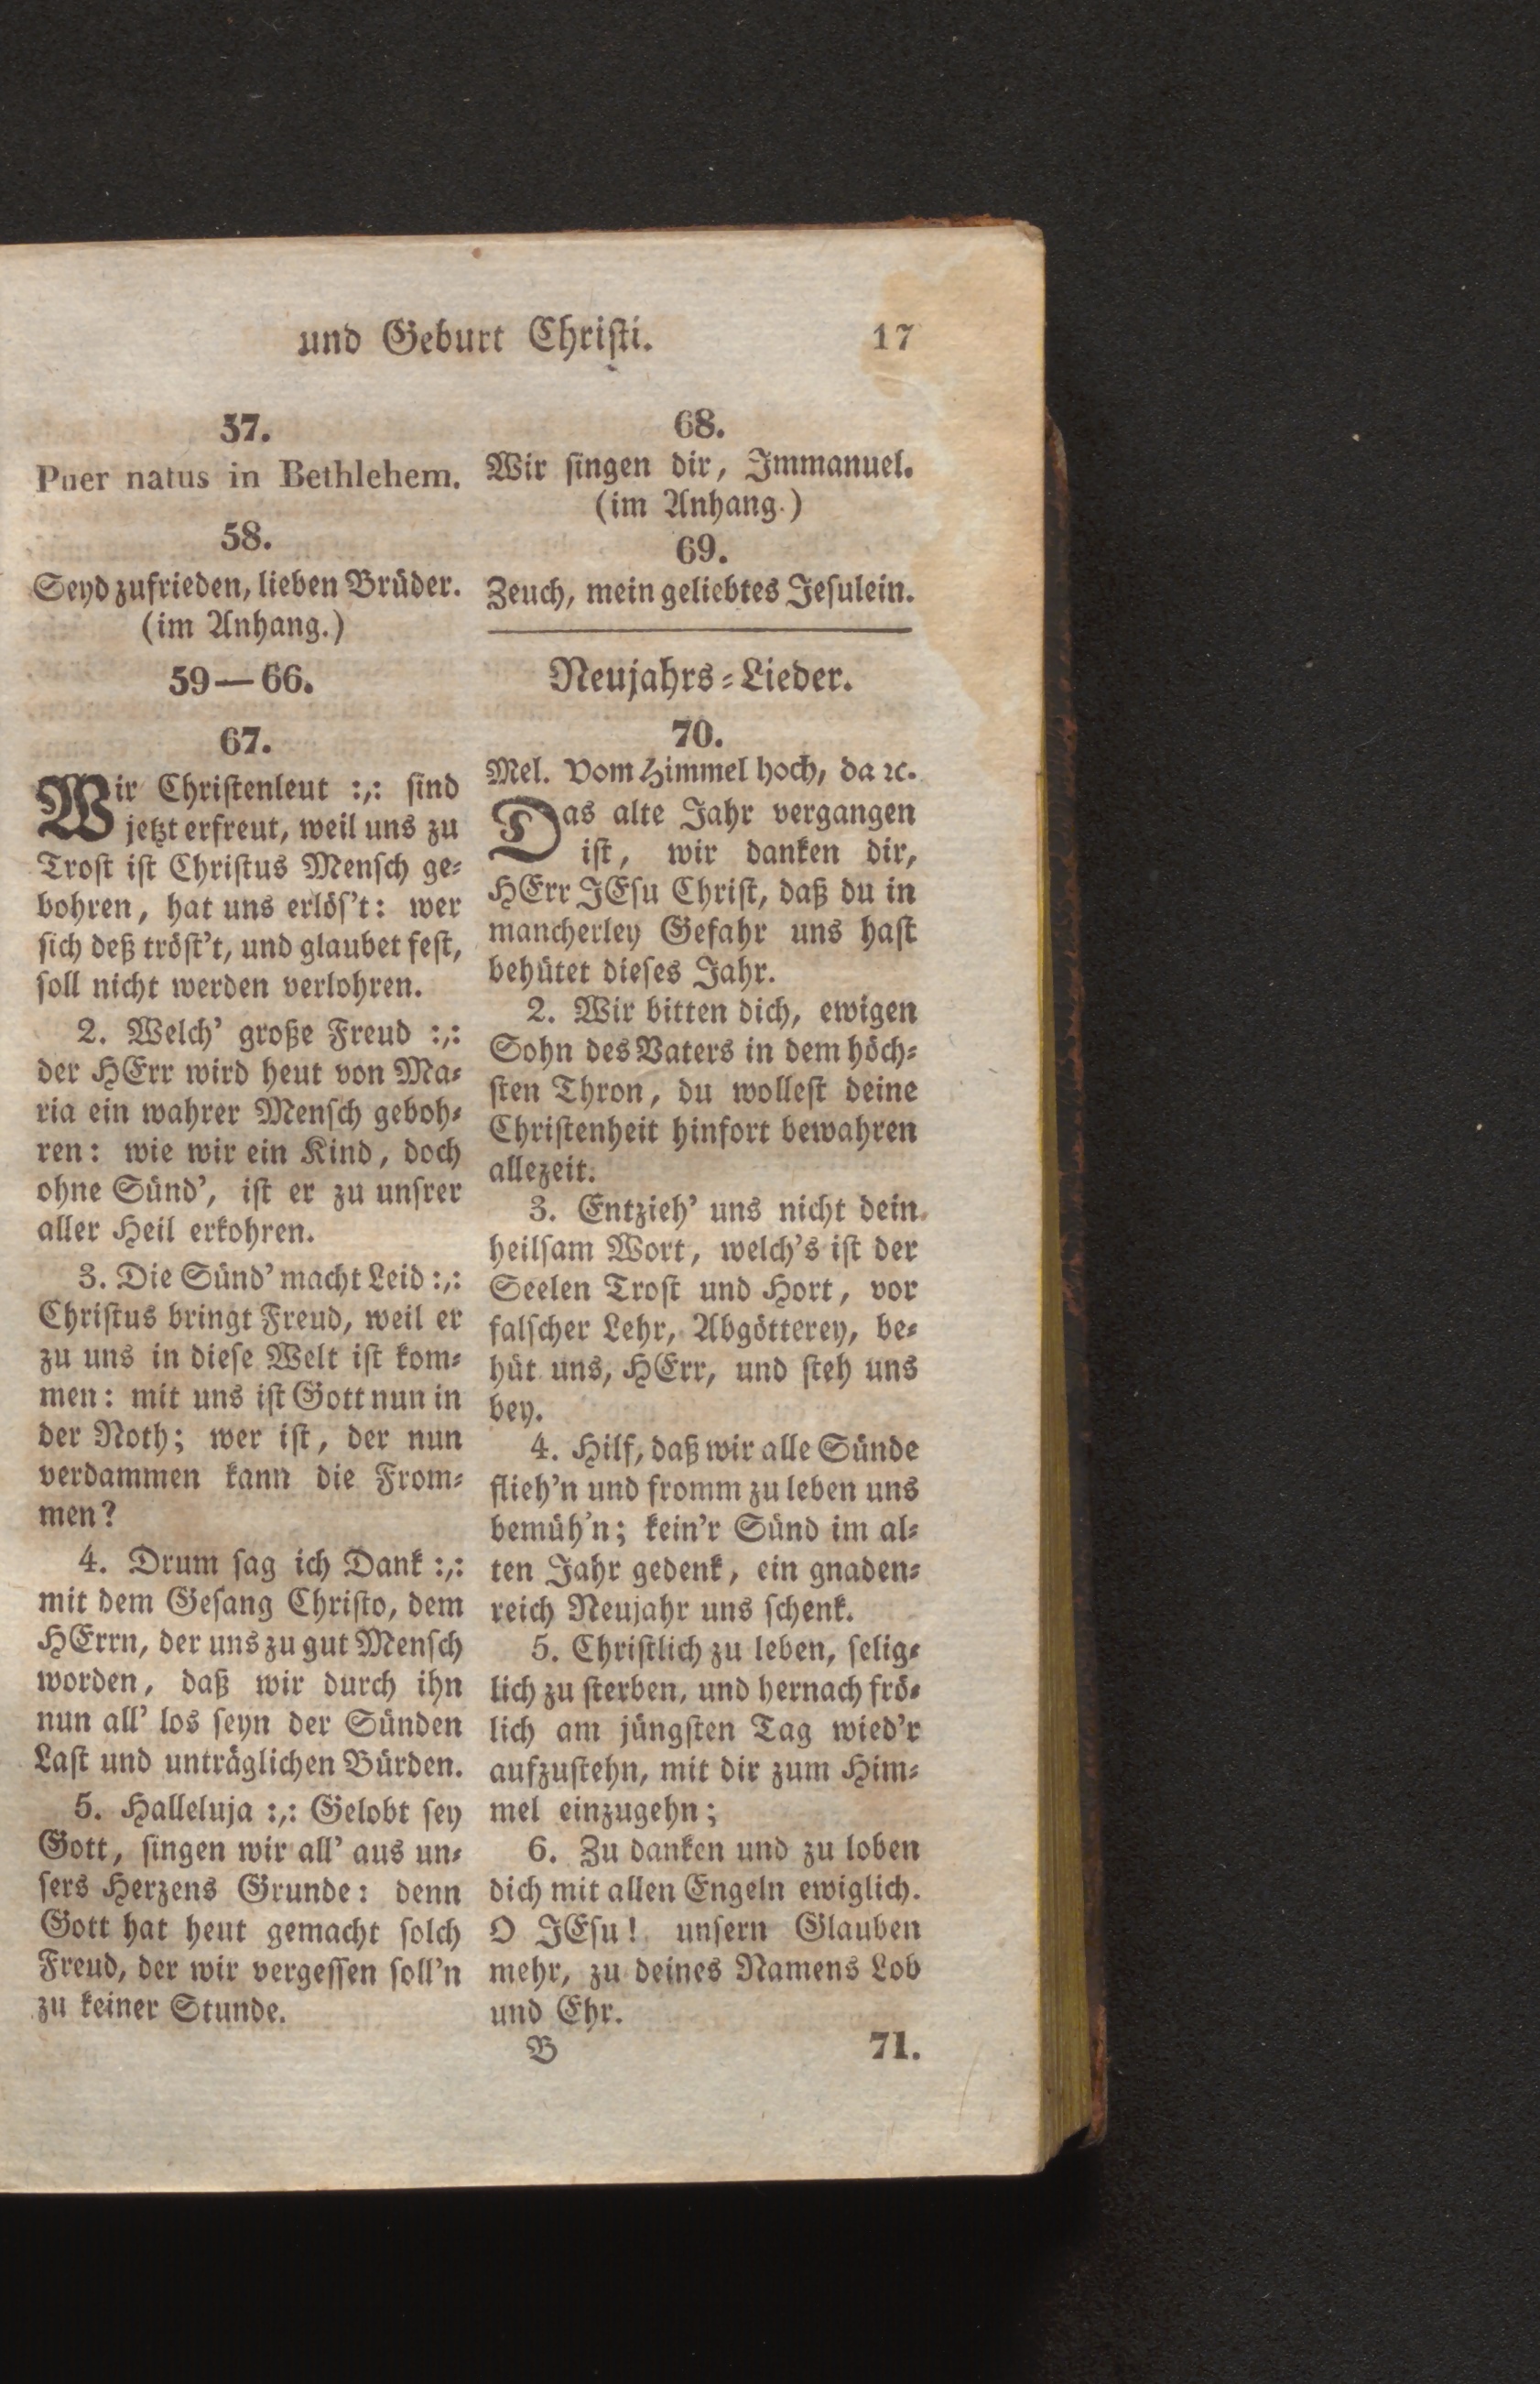 und Geburt Christi.
17
57.
Puer natus in Bethlehem.
58.
Seyd zufrieden, lieben Brüder.
(im Anhang.)
59—66.
67.
Wir Christenleut :,: sind
jetzt erfreut, weil uns zu
Trost ist Christus Mensch ge-
bohren, hat uns erlös't: wer
sich deß tröst't, und glaubet fest,
soll nicht werden verlohren.
2. Welch' große Freud :,:
der HErr wird heut von Ma-
ria ein wahrer Mensch geboh-
ren: wie wir ein Kind, doch
ohne Sünd', ist er zu unsrer
aller Heil erkohren.
3. Die Sünd' macht Leid :,:
Christus bringt Freud, weil er
zu uns in diese Welt ist kom-
men: mit uns ist Gott nun in
der Noth; wer ist, der nun
verdammen kann die From-
men?
4. Drum sag ich Dank :,:
mit dem Gesang Christo, dem
HErrn, der uns zu gut Mensch
worden, daß wir durch ihn
nun all' los seyn der Sünden
Last und unträglichen Bürden.
5. Halleluja :,: Gelobt sey
Gott, singen wir all' aus un-
sers Herzens Grunde: denn
Gott hat heut gemacht solch
Freud, der wir vergessen soll'n
zu keiner Stunde.
68.
Wir singen dir, Immanuel.
(im Anhang.)
69.
Zeuch, mein geliebtes Jesulein.
Neujahrs-Lieder.
70.
Mel. Vom Himmel hoch, da ꝛc.
Das alte Jahr vergangen
ist, wir danken dir,
HErr JEsu Christ, daß du in
mancherley Gefahr uns hast
behütet dieses Jahr.
2. Wir bitten dich, ewigen
Sohn des Vaters in dem höch-
sten Thron, du wollest deine
Christenheit hinfort bewahren
allezeit.
3. Entzieh' uns nicht dein
heilsam Wort, welch's ist der
Seelen Trost und Hort, vor
falscher Lehr, Abgötterey, be-
hüt uns, HErr, und steh uns
bey.
4. Hilf, daß wir alle Sünde
flieh'n und fromm zu leben uns
bemüh'n; kein'r Sünd im al-
ten Jahr gedenk, ein gnaden-
reich Neujahr uns schenk.
5. Christlich zu leben, selig-
lich zu sterben, und hernach frö-
lich am jüngsten Tag wied'r
aufzustehn, mit dir zum Him-
mel einzugehn;
6. Zu danken und zu loben
dich mit allen Engeln ewiglich.
O JEsu! unsern Glauben
mehr, zu deines Namens Lob
und Ehr.
B
71.